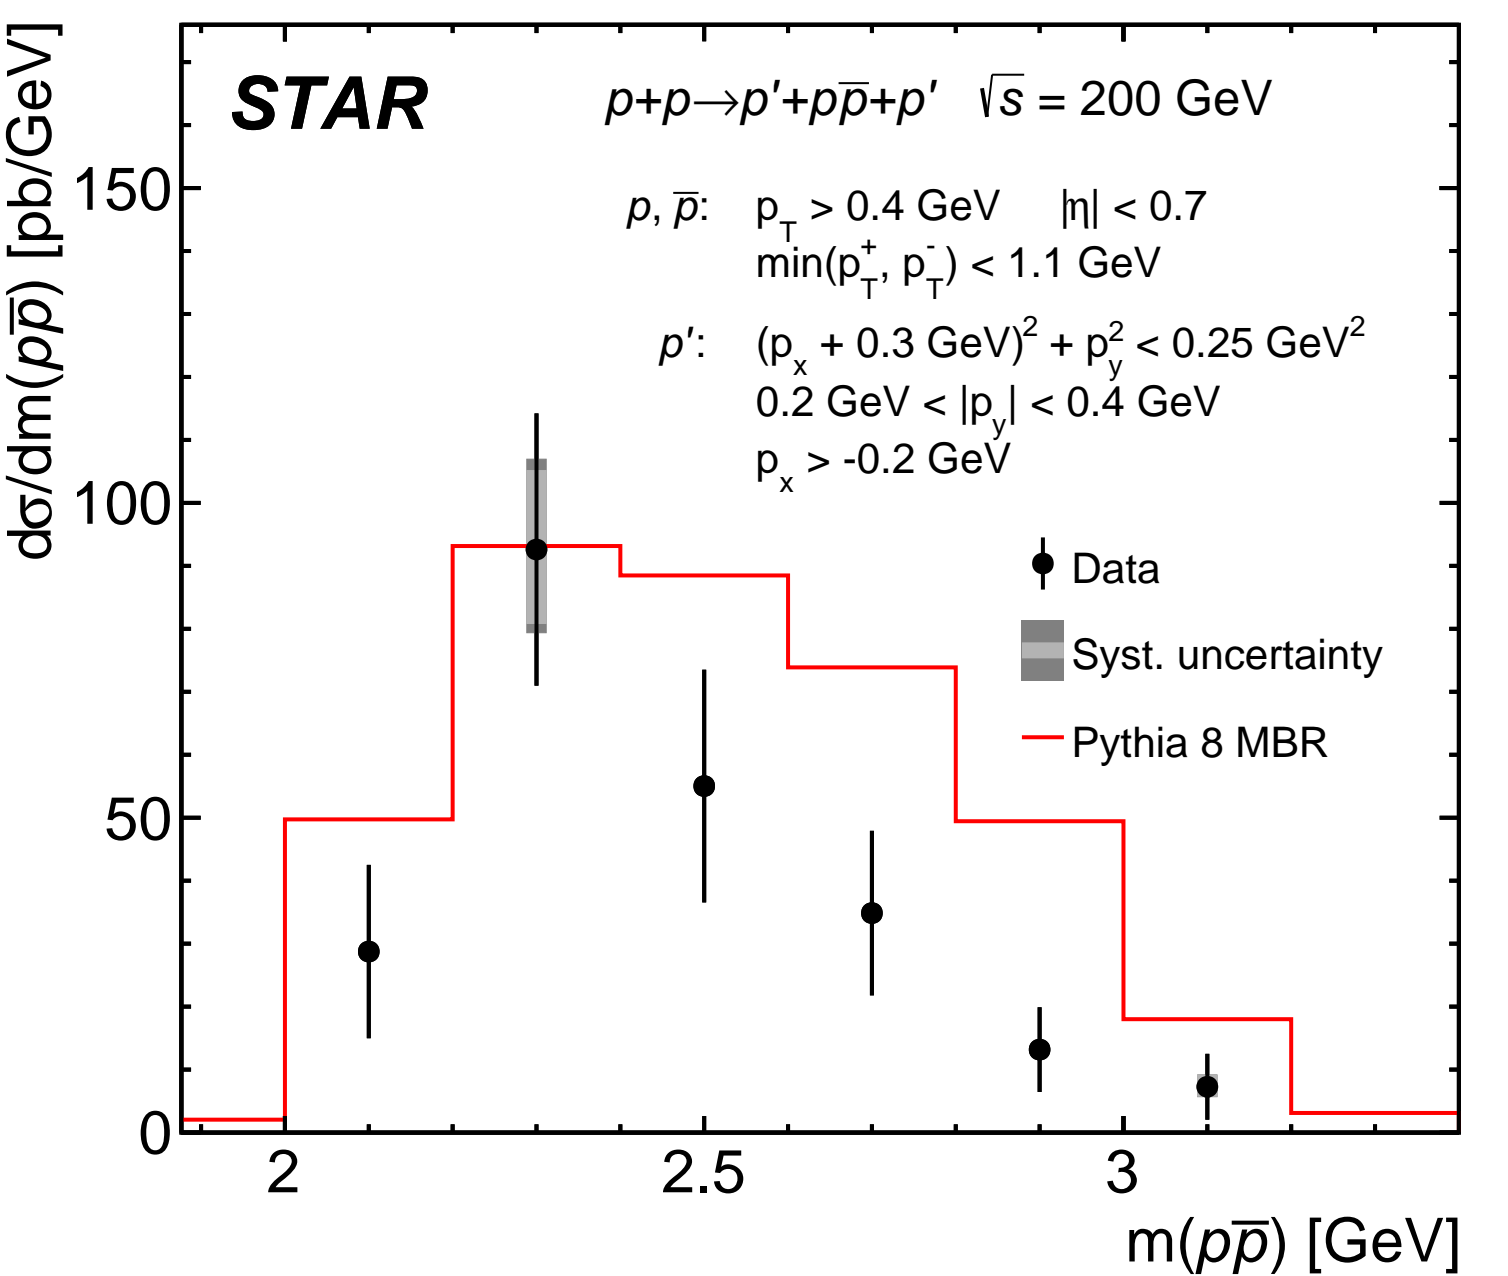 dσ/dm(pp̅) [pb/GeV]
STAR
p+p→p′+pp̅+p′ √s = 200 GeV
p, p̅: p_T > 0.4 GeV |η| < 0.7
min(p_T^+, p_T^-) < 1.1 GeV
p′: (p_x + 0.3 GeV)^2 + p_y^2 < 0.25 GeV^2
0.2 GeV < |p_y| < 0.4 GeV
p_x > -0.2 GeV
Data
Syst. uncertainty
Pythia 8 MBR
150
100
50
0
2 2.5 3
m(pp̅) [GeV]